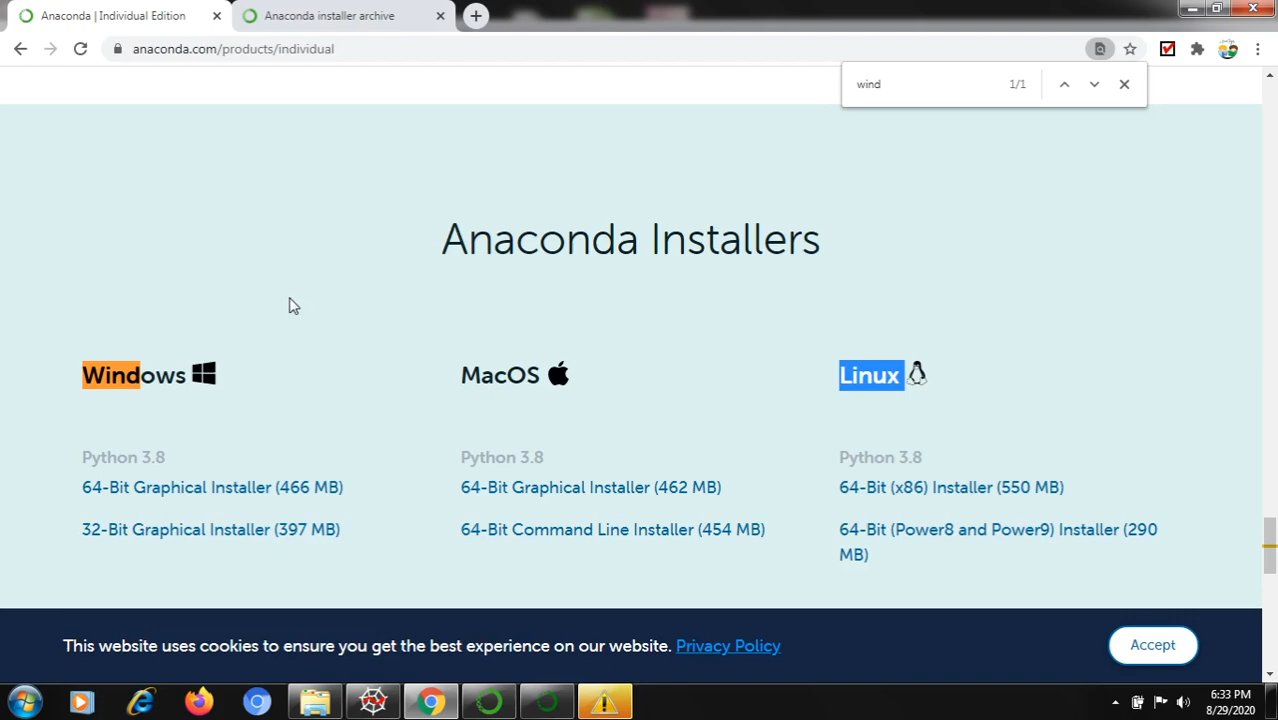 Anaconda | Individual Edition
Anaconda installer archive
anaconda.com/products/individual
wind 1/1
Anaconda Installers
Windows
MacOS
Linux
Python 3.8
Python 3.8
Python 3.8
64-Bit Graphical Installer (466 MB)
64-Bit Graphical Installer (462 MB)
64-Bit (x86) Installer (550 MB)
32-Bit Graphical Installer (397 MB)
64-Bit Command Line Installer (454 MB)
64-Bit (Power8 and Power9) Installer (290
MB)
This website uses cookies to ensure you get the best experience on our website. Privacy Policy
Accept
6:33 PM
8/29/2020